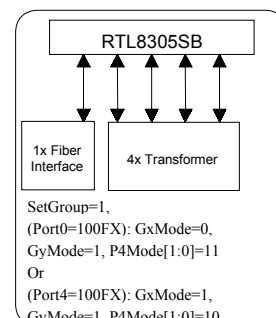 RTL8305SB
1x Fiber
Interface
4x Transformer
SetGroup=1,
(Port0=100FX): GxMode=0,
GyMode=1, P4Mode[1:0]=11
Or
(Port4=100FX): GxMode=1,
GyMode=1, P4Mode[1:0]=10